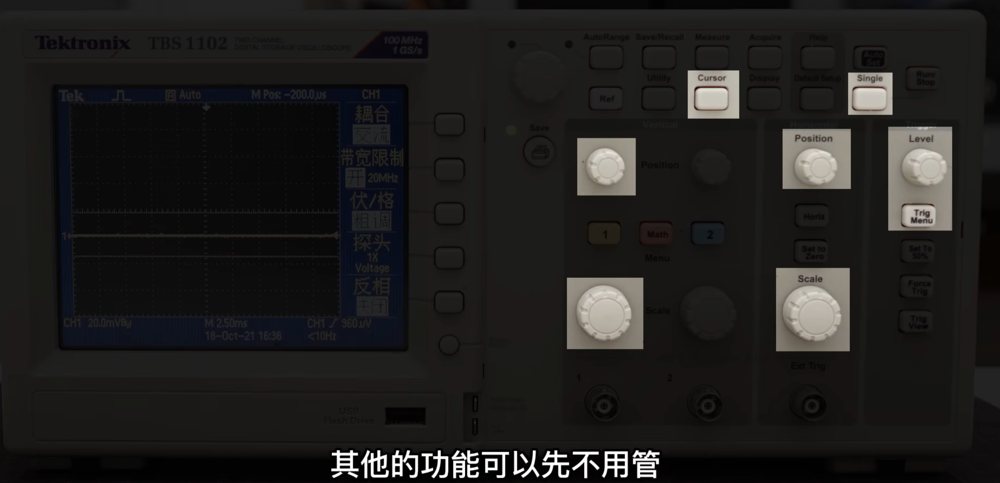 Tektronix TBS 1102 TWO CHANNEL DIGITAL STORAGE OSCILLOSCOPE
100 MHz
1 GS/s
AutoRange Save/Recall Measure Acquire Help
Auto Set
Run/ Stop
Utility Cursor Display Default Setup Single
Ref
Save
Tek Auto M Pos: -200.0us CH1
耦合
交流
带宽限制
开 20MHz
伏/格
粗调
探头
1X
Voltage
反相
关闭
1
CH1 20.0mVBW M 2.50ms CH1 960uV
18-Oct-21 16:36 <10Hz
Vertical Horizontal Trigger
Position
Position
Level
1 Math 2
Menu
Horiz
Set to Zero
Trig Menu
Set To 50%
Force Trig
Trig View
Scale
Scale
1 2 Ext Trig
USB
Flash Drive
其他的功能可以先不用管